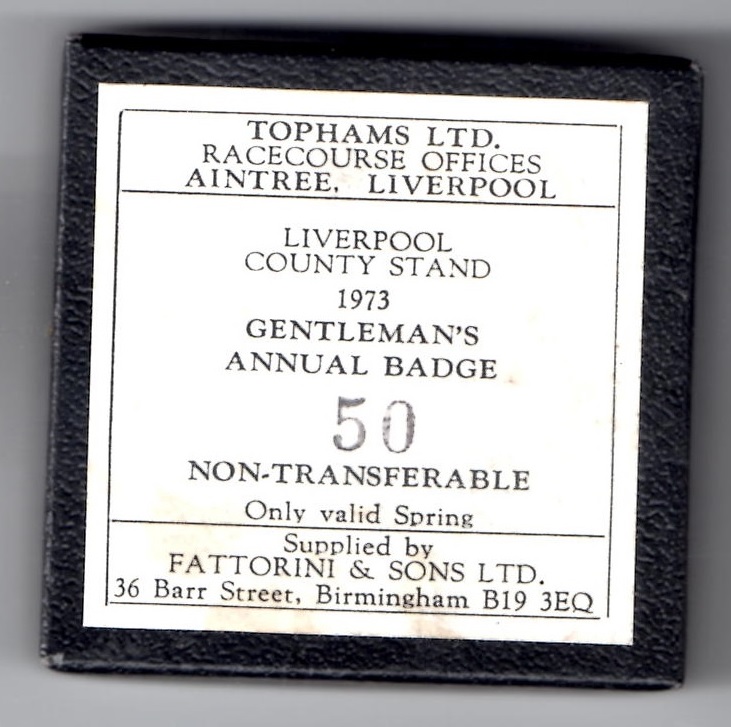 TOPHAMS LTD.
RACECOURSE OFFICES
AINTREE, LIVERPOOL
LIVERPOOL
COUNTY STAND
1973
GENTLEMAN'S
ANNUAL BADGE
50
NON-TRANSFERABLE
Only valid Spring
Supplied by
FATTORINI & SONS LTD.
36 Barr Street, Birmingham B19 3EQ